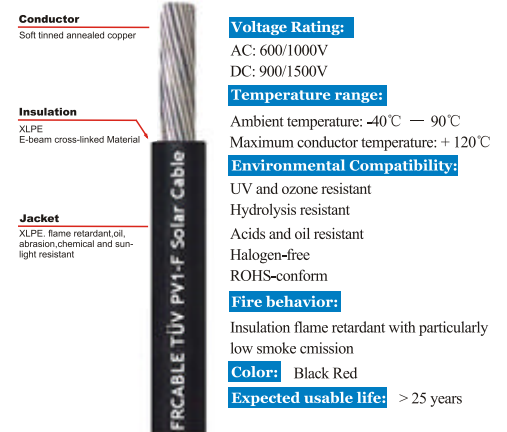 Conductor
Soft tinned annealed copper
Insulation
XLPE
E-beam cross-linked Material
Jacket
XLPE. flame retardant,oil,
abrasion,chemical and sun-
light resistant
FRCABLE TÜV PV1-F Solar Cable
Voltage Rating:
AC: 600/1000V
DC: 900/1500V
Temperature range:
Ambient temperature: -40℃ — 90℃
Maximum conductor temperature: + 120℃
Environmental Compatibility:
UV and ozone resistant
Hydrolysis resistant
Acids and oil resistant
Halogen-free
ROHS-conform
Fire behavior:
Insulation flame retardant with particularly
low smoke cmission
Color: Black Red
Expected usable life: > 25 years